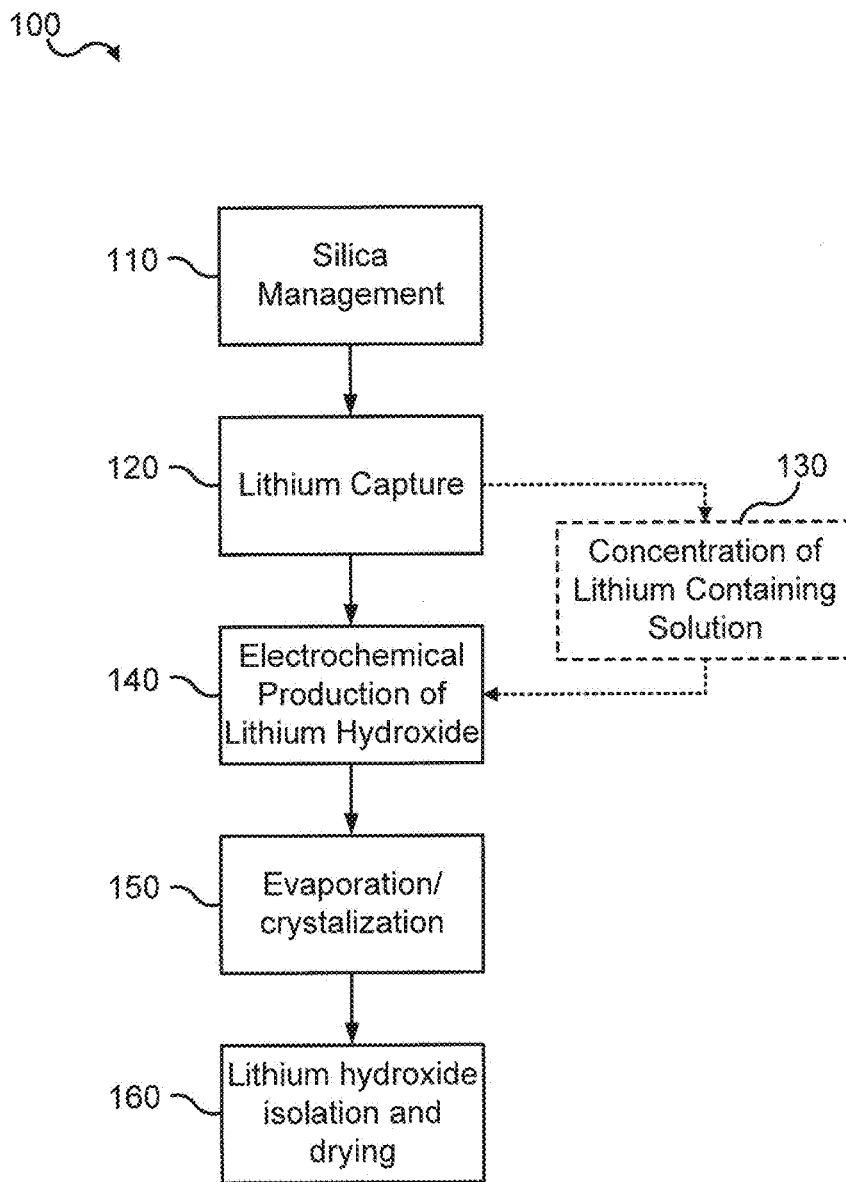 100
110
Silica
Management
120
Lithium Capture
130
Concentration of
Lithium Containing
Solution
140
Electrochemical
Production of
Lithium Hydroxide
150
Evaporation/
crystalization
160
Lithium hydroxide
isolation and
drying